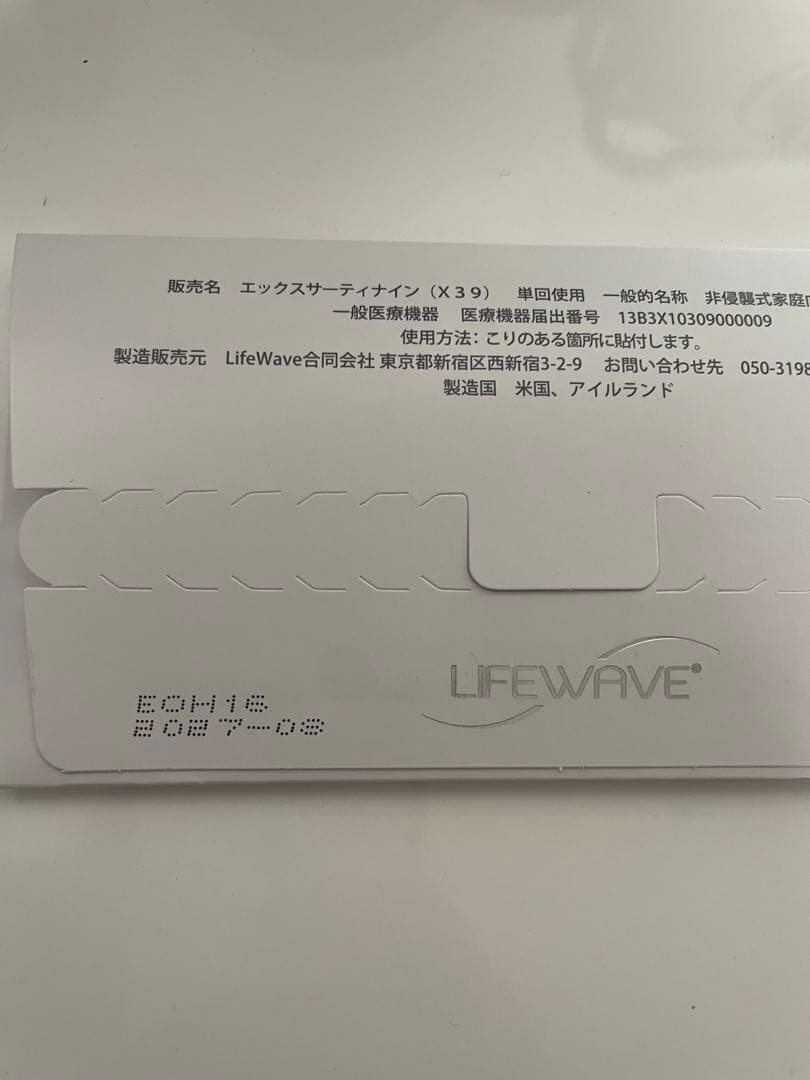 販売名 エックスサーティナイン（X39） 単回使用 一般的名称 非侵襲式家庭
一般医療機器 医療機器届出番号 13B3X10309000009
使用方法：こりのある箇所に貼付します。
製造販売元 LifeWave合同会社 東京都新宿区西新宿3-2-9 お問い合わせ先 050-3198
製造国 米国、アイルランド
LIFEWAVE
EOH16
2027-08